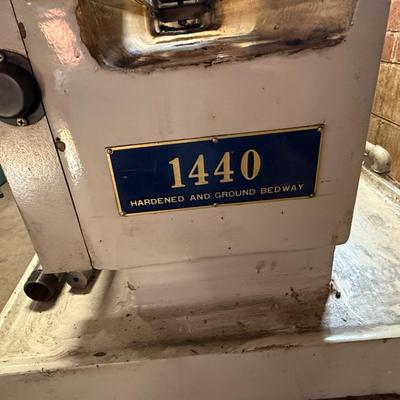 1440
HARDENED AND GROUND BEDWAY